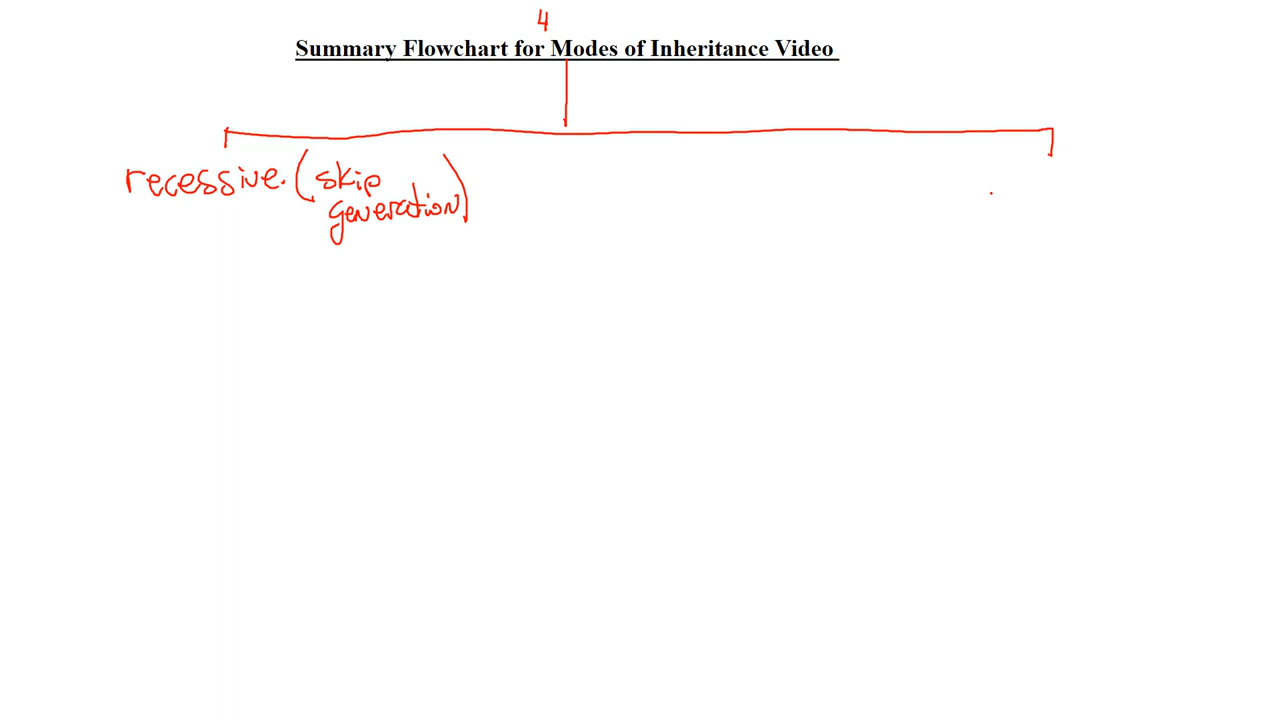 4
Summary Flowchart for Modes of Inheritance Video
recessive. (skip
generation)